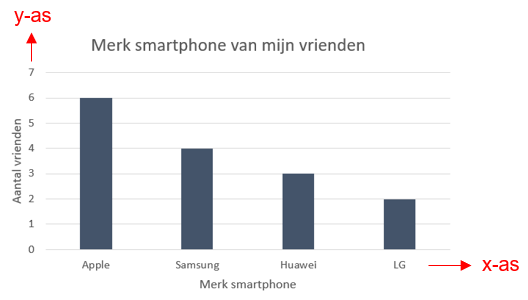 y-as
Merk smartphone van mijn vrienden
7
6
5
4
3
2
1
0
Aantal vrienden
Apple Samsung Huawei LG
x-as
Merk smartphone